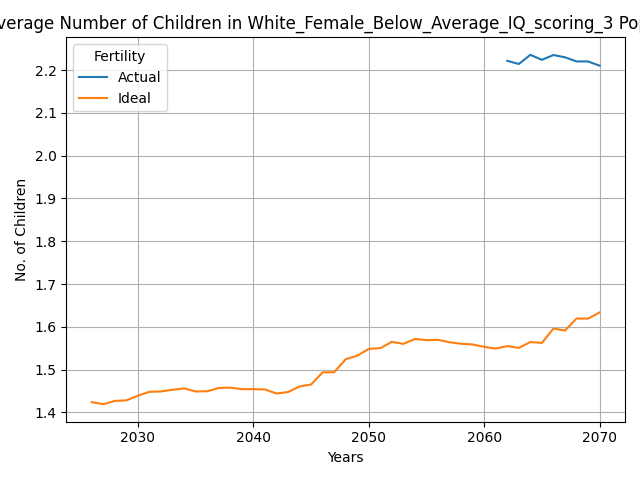 verage Number of Children in White_Female_Below_Average_IQ_scoring_3 Po
Fertility
Actual
Ideal
2.2
2.1
2.0
1.9
1.8
1.7
1.6
1.5
1.4
No. of Children
2030 2040 2050 2060 2070
Years